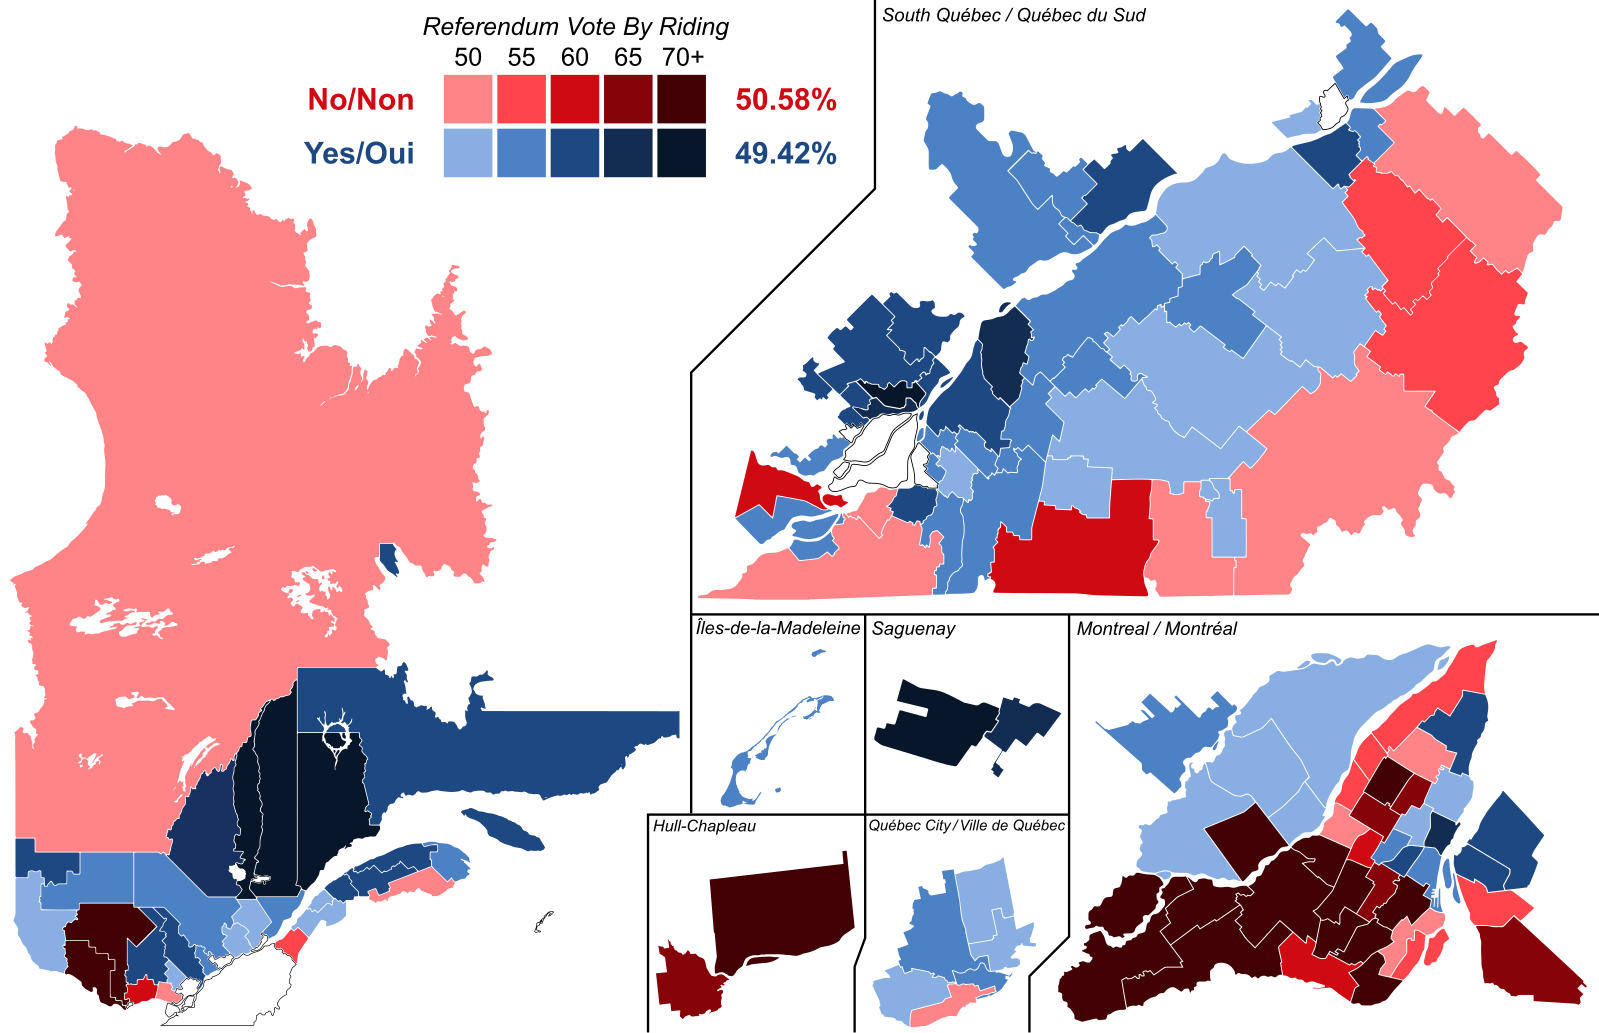 Referendum Vote By Riding
50 55 60 65 70+
No/Non 50.58%
Yes/Oui 49.42%
South Québec / Québec du Sud
Îles-de-la-Madeleine
Saguenay
Montreal / Montréal
Hull-Chapleau
Québec City / Ville de Québec